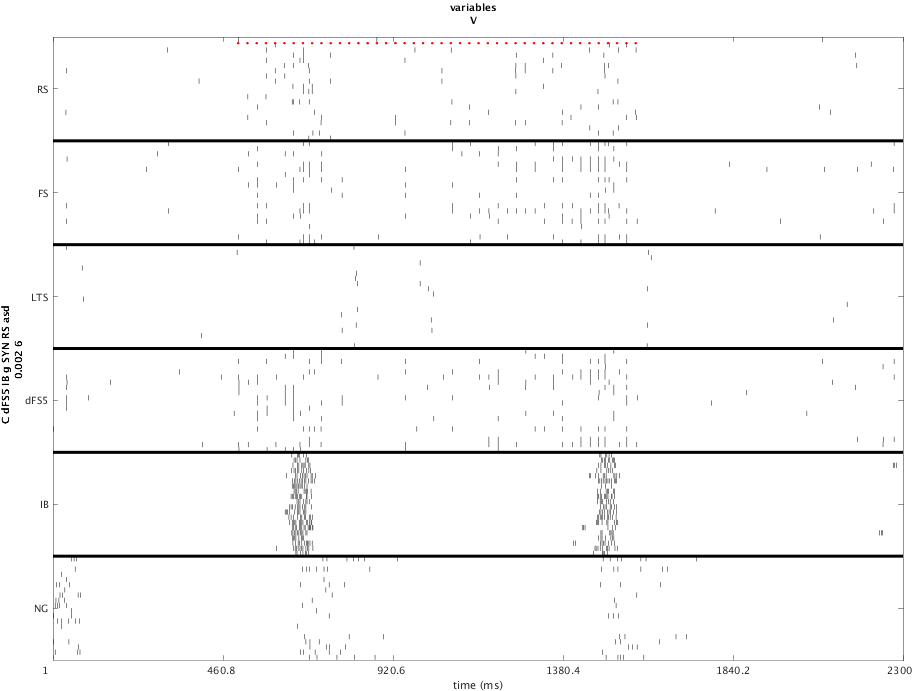 variables
V
C dFS5 IB g SYN RS asd
0.002 6
RS
FS
LTS
dFS5
IB
NG
1
460.8
920.6
1380.4
1840.2
2300
time (ms)